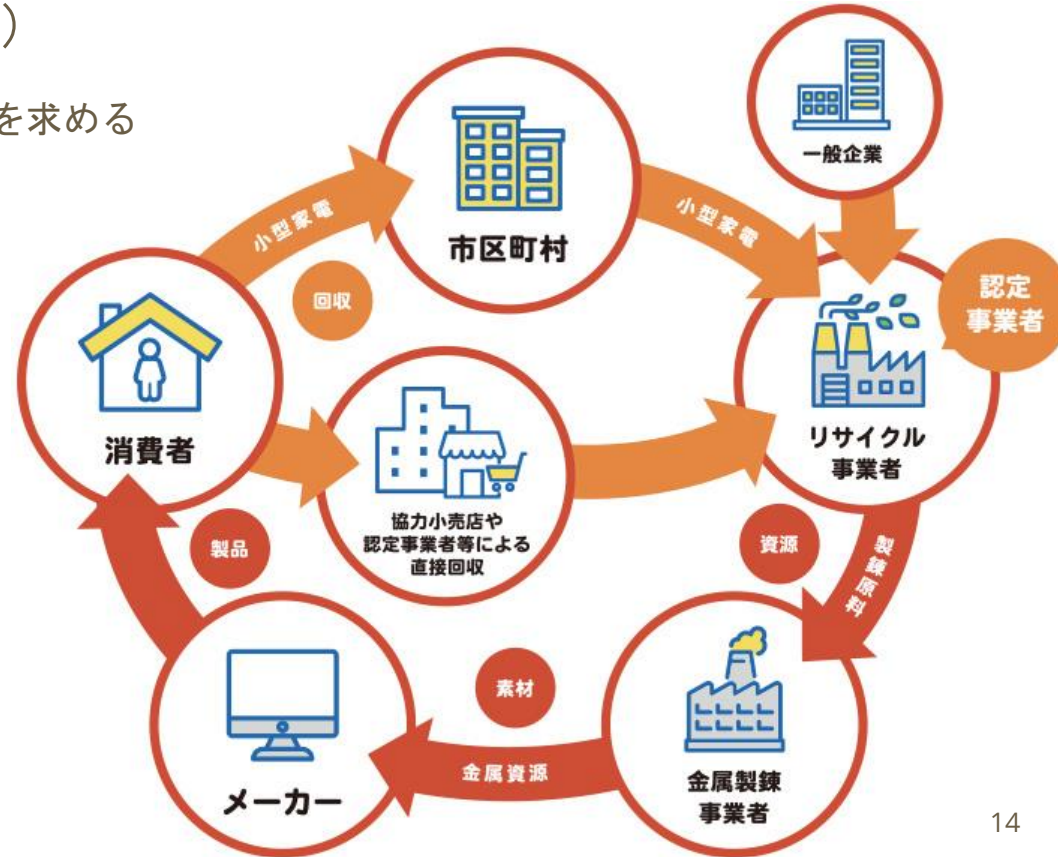 )
を求める
一般企業
小型家電
市区町村
小型家電
回収
認定
事業者
消費者
協力小売店や
認定事業者等による
直接回収
リサイクル
事業者
製品
資源
製錬原料
素材
メーカー
金属資源
金属製錬
事業者
14